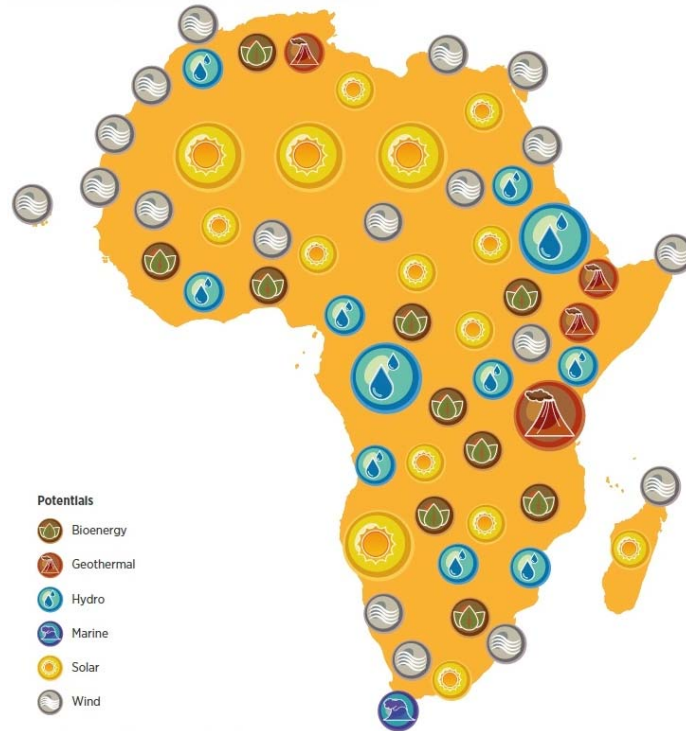 Potentials
Bioenergy
Geothermal
Hydro
Marine
Solar
Wind